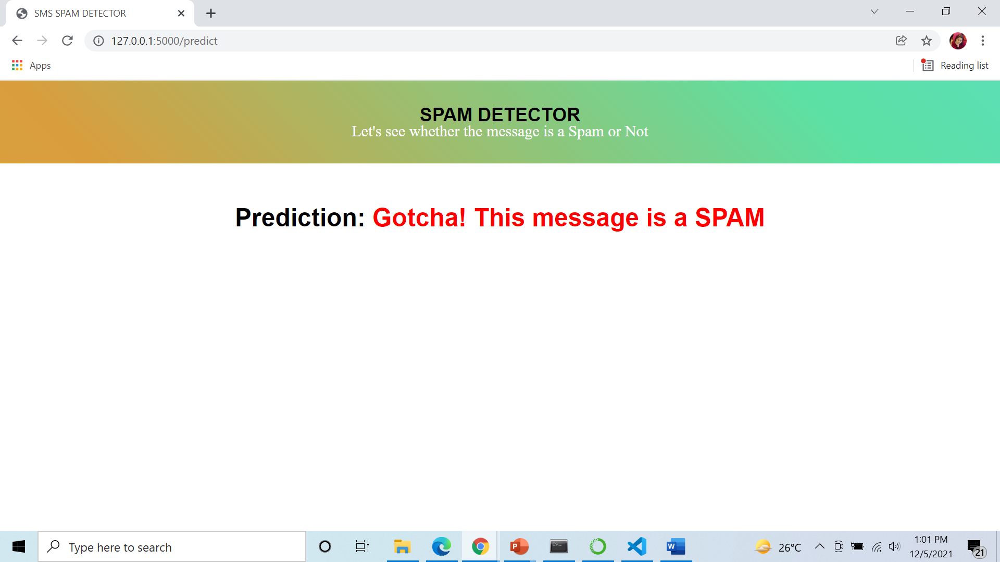 SMS SPAM DETECTOR
127.0.0.1:5000/predict
Apps
Reading list
SPAM DETECTOR
Let's see whether the message is a Spam or Not
Prediction: Gotcha! This message is a SPAM
Type here to search
P
C:\_
W
26°C
1:01 PM
12/5/2021
21